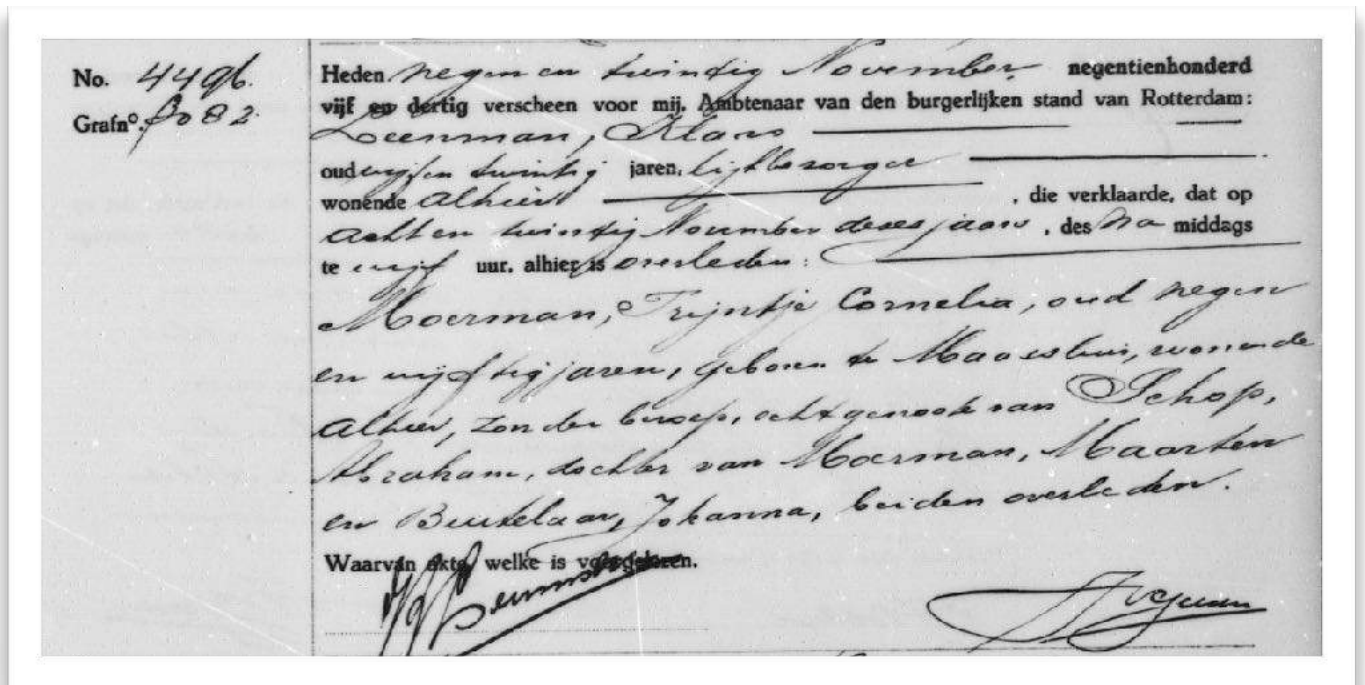 No. 4496.
Grafn°. fo 82.
Heden negen en twintig November negentienhonderd
vijf en dertig verscheen voor mij. Ambtenaar van den burgerlijken stand van Rotterdam:
Leenman, Klaas
oud vijf en twintig jaren, lijkbezorger
wonende alhier , die verklaarde, dat op
acht en twintig November dezes jaars , des na middags
te vijf uur. alhier is overleden:
Moerman, Trijntje Cornelia, oud negen
en vijftig jaren, geboren te Maassluis, wonende
alhier, zonder beroep, echtgenoote van Schop,
Abraham, dochter van Moerman, Maarten
en Beukelaar, Johanna, beiden overleden.
Waarvan akte, welke is voorgelezen.